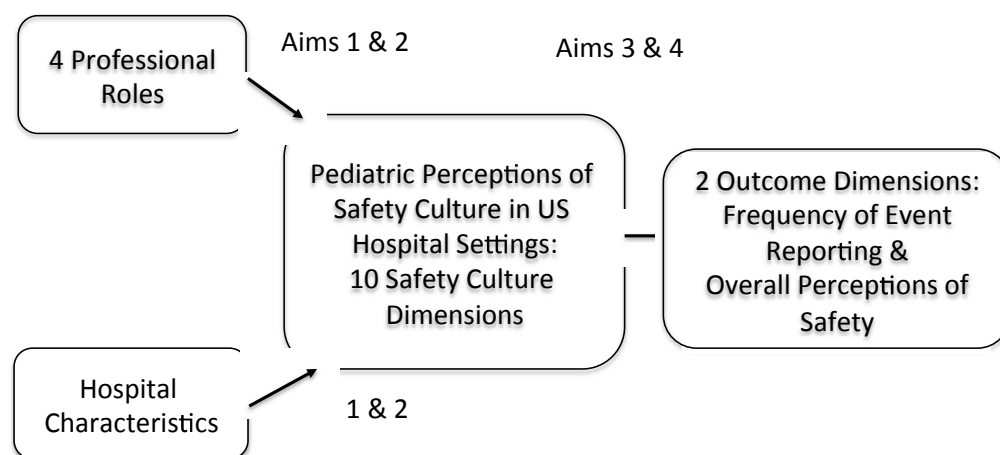 4 Professional
Roles
Aims 1 & 2
Aims 3 & 4
Pediatric Perceptions of
Safety Culture in US
Hospital Settings:
10 Safety Culture
Dimensions
2 Outcome Dimensions:
Frequency of Event
Reporting &
Overall Perceptions of
Safety
Hospital
Characteristics
1 & 2